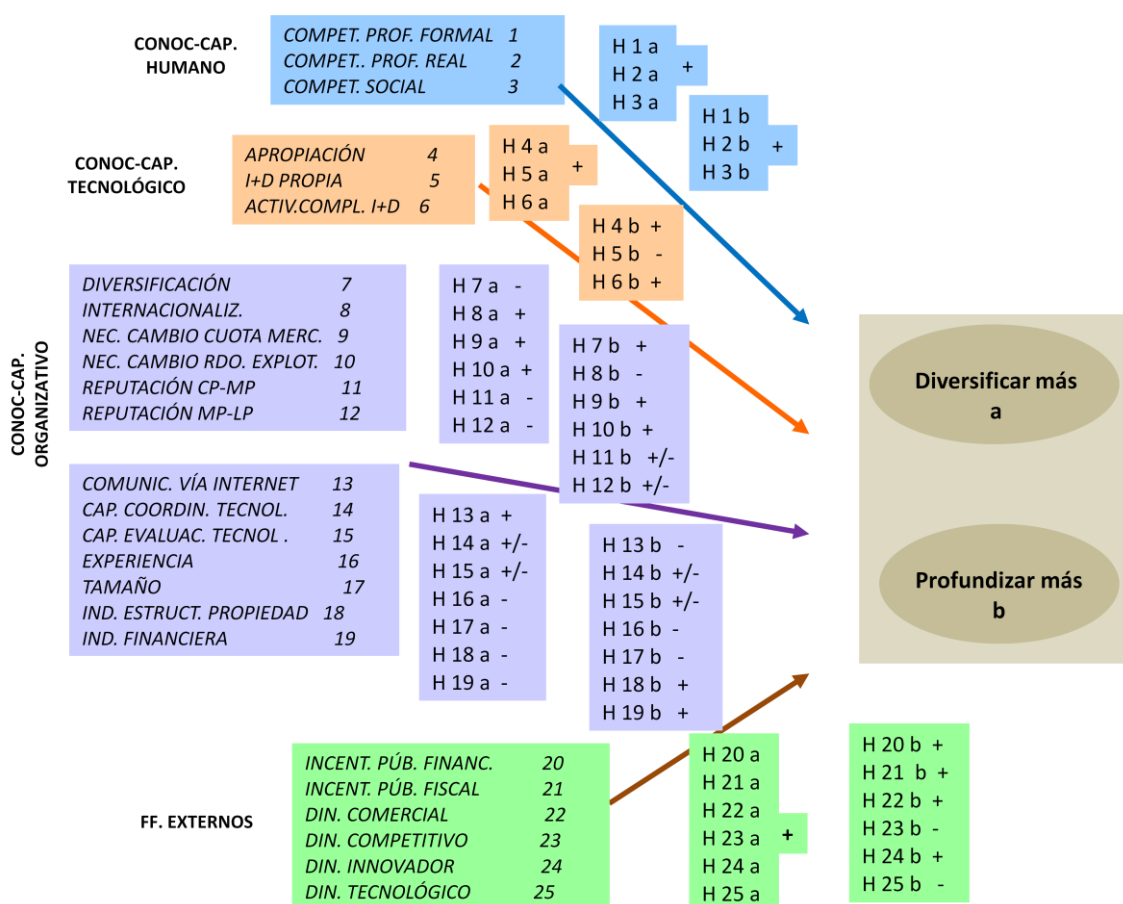 CONOC-CAP.
HUMANO
COMPET. PROF. FORMAL 1
COMPET.. PROF. REAL 2
COMPET. SOCIAL 3
H 1 a
H 2 a
H 3 a
+
H 1 b
H 2 b
H 3 b
+
CONOC-CAP.
TECNOLÓGICO
APROPIACIÓN 4
I+D PROPIA 5
ACTIV.COMPL. I+D 6
H 4 a
H 5 a
H 6 a
+
H 4 b +
H 5 b -
H 6 b +
CONOC-CAP.
ORGANIZATIVO
DIVERSIFICACIÓN 7
INTERNACIONALIZ. 8
NEC. CAMBIO CUOTA MERC. 9
NEC. CAMBIO RDO. EXPLOT. 10
REPUTACIÓN CP-MP 11
REPUTACIÓN MP-LP 12
H 7 a -
H 8 a +
H 9 a +
H 10 a +
H 11 a -
H 12 a -
H 7 b +
H 8 b -
H 9 b +
H 10 b +
H 11 b +/-
H 12 b +/-
COMUNIC. VÍA INTERNET 13
CAP. COORDIN. TECNOL. 14
CAP. EVALUAC. TECNOL . 15
EXPERIENCIA 16
TAMAÑO 17
IND. ESTRUCT. PROPIEDAD 18
IND. FINANCIERA 19
H 13 a +
H 14 a +/-
H 15 a +/-
H 16 a -
H 17 a -
H 18 a -
H 19 a -
H 13 b -
H 14 b +/-
H 15 b +/-
H 16 b -
H 17 b -
H 18 b +
H 19 b +
Diversificar más
a
Profundizar más
b
FF. EXTERNOS
INCENT. PÚB. FINANC. 20
INCENT. PÚB. FISCAL 21
DIN. COMERCIAL 22
DIN. COMPETITIVO 23
DIN. INNOVADOR 24
DIN. TECNOLÓGICO 25
H 20 a
H 21 a
H 22 a
H 23 a
H 24 a
H 25 a
+
H 20 b +
H 21 b +
H 22 b +
H 23 b -
H 24 b +
H 25 b -